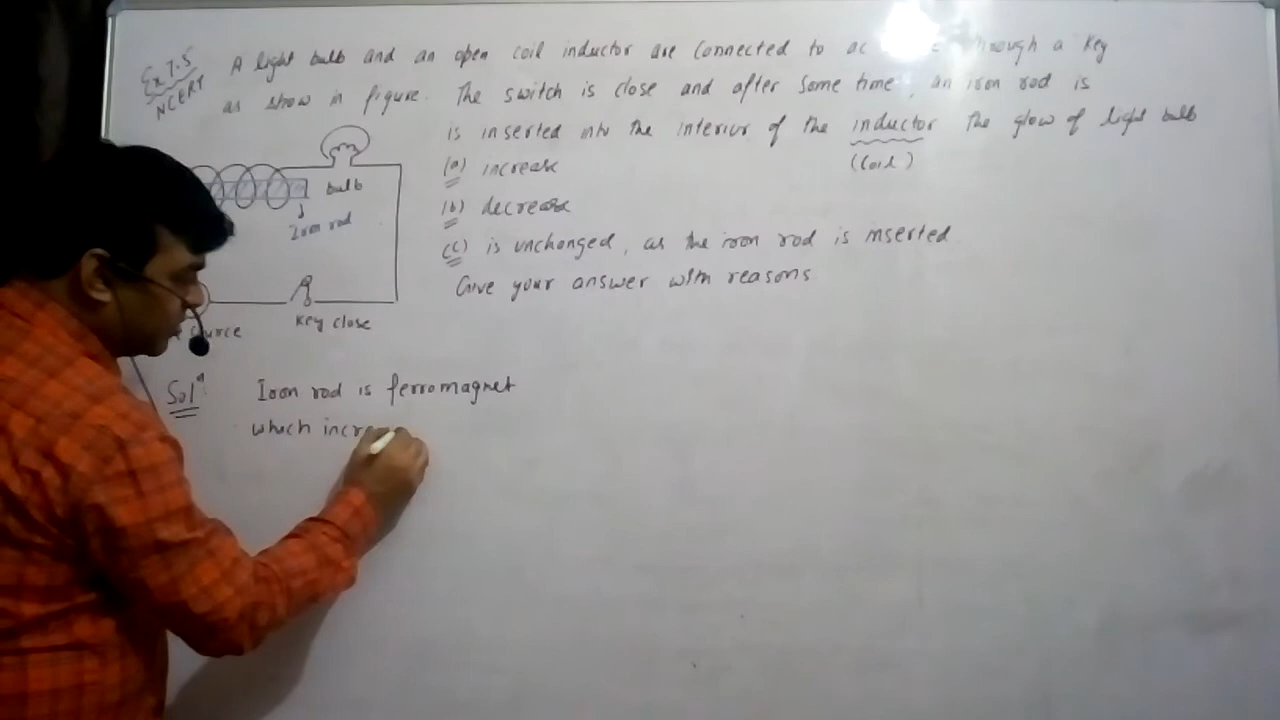 Ex 7.5
NCERT
A light bulb and an open coil inductor are connected to ac through a key
as show in figure. The switch is close and after some time, an iron rod is
is inserted into the interior of the inductor the glow of light bulb
(coil)
(a) increase
(b) decrease
(c) is unchanged, as the iron rod is inserted
Give your answer with reasons.
bulb
Iron rod
Key close
Solⁿ Iron rod is ferromagnet
which